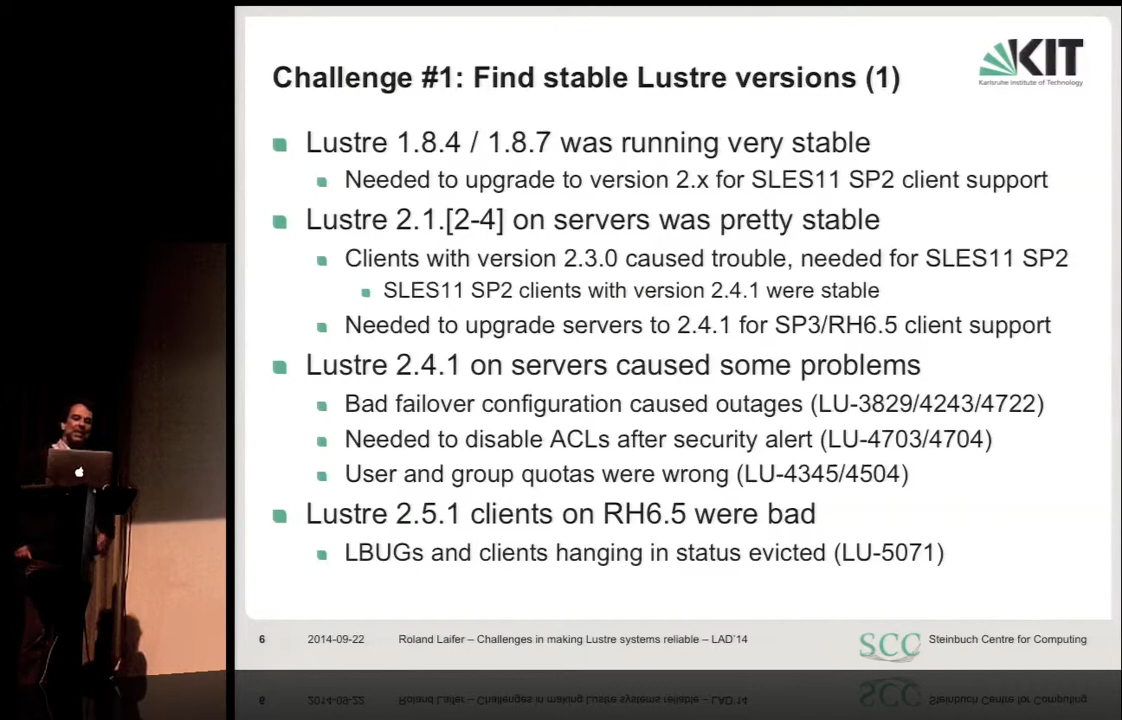 KIT
Karlsruhe Institute of Technology
Challenge #1: Find stable Lustre versions (1)
Lustre 1.8.4 / 1.8.7 was running very stable
Needed to upgrade to version 2.x for SLES11 SP2 client support
Lustre 2.1.[2-4] on servers was pretty stable
Clients with version 2.3.0 caused trouble, needed for SLES11 SP2
SLES11 SP2 clients with version 2.4.1 were stable
Needed to upgrade servers to 2.4.1 for SP3/RH6.5 client support
Lustre 2.4.1 on servers caused some problems
Bad failover configuration caused outages (LU-3829/4243/4722)
Needed to disable ACLs after security alert (LU-4703/4704)
User and group quotas were wrong (LU-4345/4504)
Lustre 2.5.1 clients on RH6.5 were bad
LBUGs and clients hanging in status evicted (LU-5071)
6 2014-09-22 Roland Laifer – Challenges in making Lustre systems reliable – LAD'14 SCC Steinbuch Centre for Computing